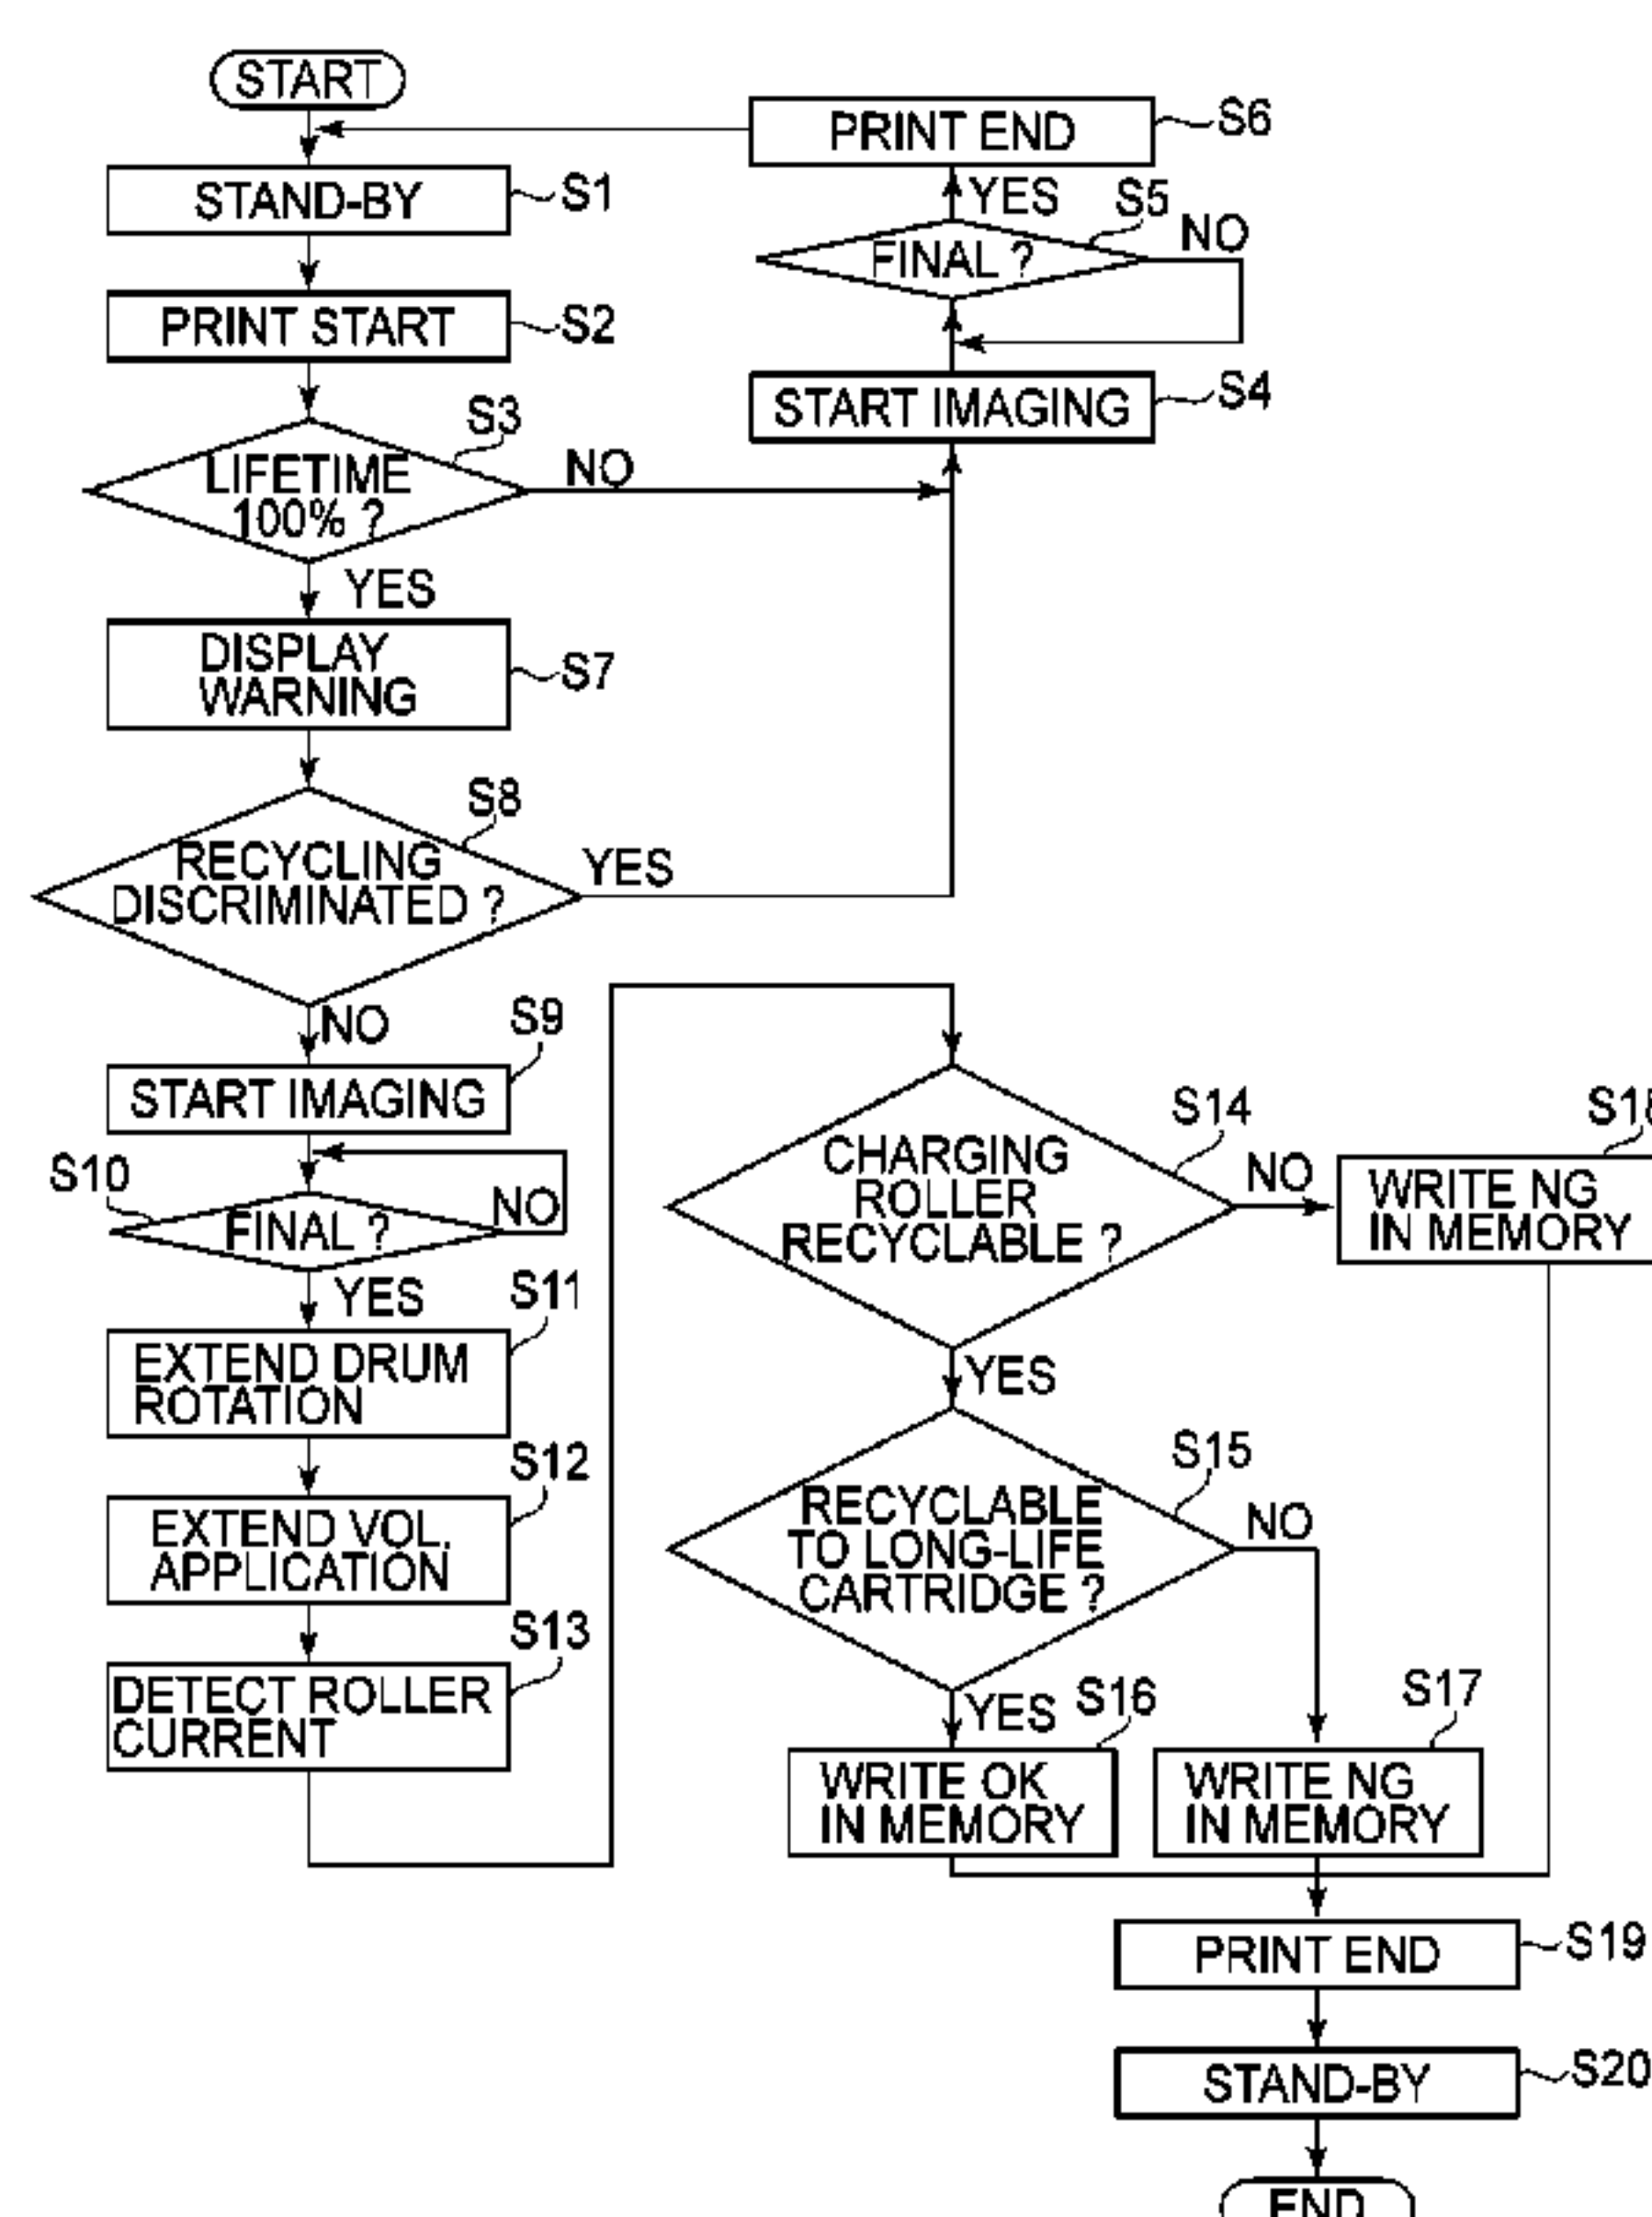 START
STAND-BY
S1
PRINT START
S2
LIFETIME
100% ?
S3
NO
YES
START IMAGING
S4
FINAL ?
S5
NO
YES
PRINT END
S6
DISPLAY
WARNING
S7
RECYCLING
DISCRIMINATED ?
S8
YES
NO
START IMAGING
S9
S10
FINAL ?
NO
YES
EXTEND DRUM
ROTATION
S11
EXTEND VOL.
APPLICATION
S12
DETECT ROLLER
CURRENT
S13
CHARGING
ROLLER
RECYCLABLE ?
S14
NO
YES
WRITE NG
IN MEMORY
S18
RECYCLABLE
TO LONG-LIFE
CARTRIDGE ?
S15
NO
YES
WRITE OK
IN MEMORY
S16
WRITE NG
IN MEMORY
S17
PRINT END
S19
STAND-BY
S20
END